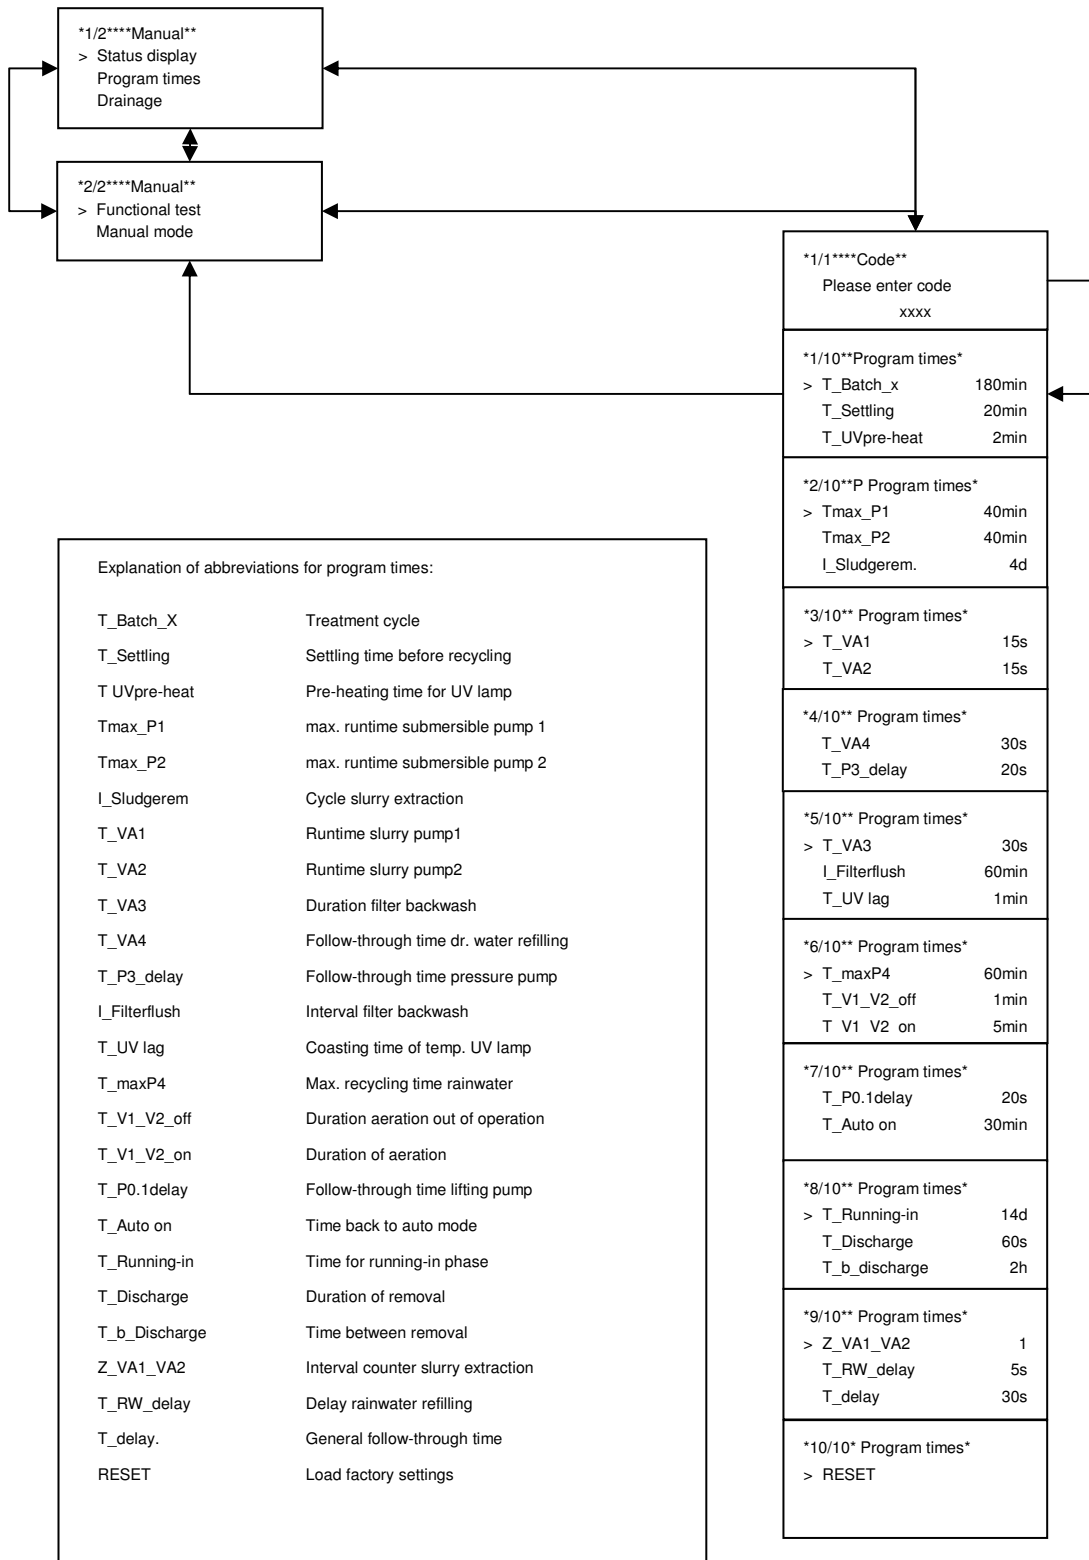 *1/2****Manual**
> Status display
Program times
Drainage
*2/2****Manual**
> Functional test
Manual mode
*1/1****Code**
Please enter code
xxxx
*1/10**Program times*
> T_Batch_x 180min
T_Settling 20min
T_UVpre-heat 2min
*2/10**P Program times*
> Tmax_P1 40min
Tmax_P2 40min
I_Sludgerem. 4d
*3/10** Program times*
> T_VA1 15s
T_VA2 15s
*4/10** Program times*
T_VA4 30s
T_P3_delay 20s
*5/10** Program times*
> T_VA3 30s
I_Filterflush 60min
T_UV lag 1min
*6/10** Program times*
> T_maxP4 60min
T_V1_V2_off 1min
T_V1_V2_on 5min
*7/10** Program times*
T_P0.1delay 20s
T_Auto on 30min
*8/10** Program times*
> T_Running-in 14d
T_Discharge 60s
T_b_discharge 2h
*9/10** Program times*
> Z_VA1_VA2 1
T_RW_delay 5s
T_delay 30s
*10/10* Program times*
> RESET
Explanation of abbreviations for program times:
T_Batch_X Treatment cycle
T_Settling Settling time before recycling
T UVpre-heat Pre-heating time for UV lamp
Tmax_P1 max. runtime submersible pump 1
Tmax_P2 max. runtime submersible pump 2
I_Sludgerem Cycle slurry extraction
T_VA1 Runtime slurry pump1
T_VA2 Runtime slurry pump2
T_VA3 Duration filter backwash
T_VA4 Follow-through time dr. water refilling
T_P3_delay Follow-through time pressure pump
I_Filterflush Interval filter backwash
T_UV lag Coasting time of temp. UV lamp
T_maxP4 Max. recycling time rainwater
T_V1_V2_off Duration aeration out of operation
T_V1_V2_on Duration of aeration
T_P0.1delay Follow-through time lifting pump
T_Auto on Time back to auto mode
T_Running-in Time for running-in phase
T_Discharge Duration of removal
T_b_Discharge Time between removal
Z_VA1_VA2 Interval counter slurry extraction
T_RW_delay Delay rainwater refilling
T_delay. General follow-through time
RESET Load factory settings